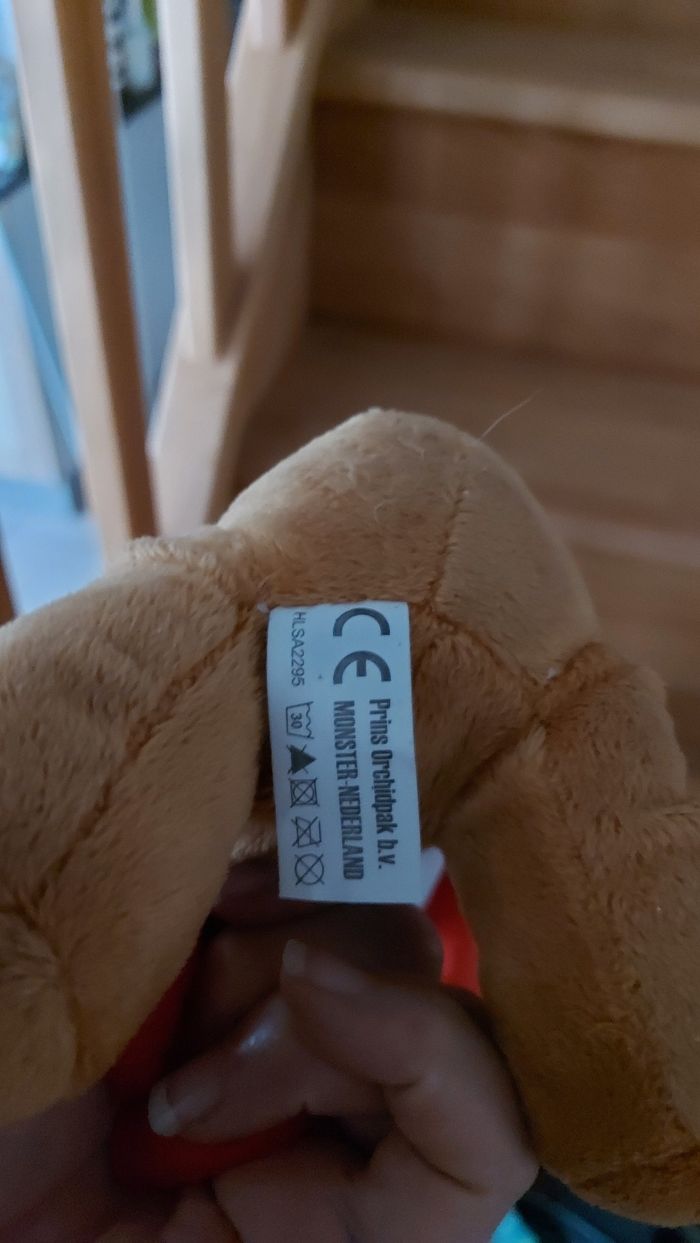 CE
Prins Orchidpak b.v.
MONSTER-NEDERLAND
HLSA2295
30